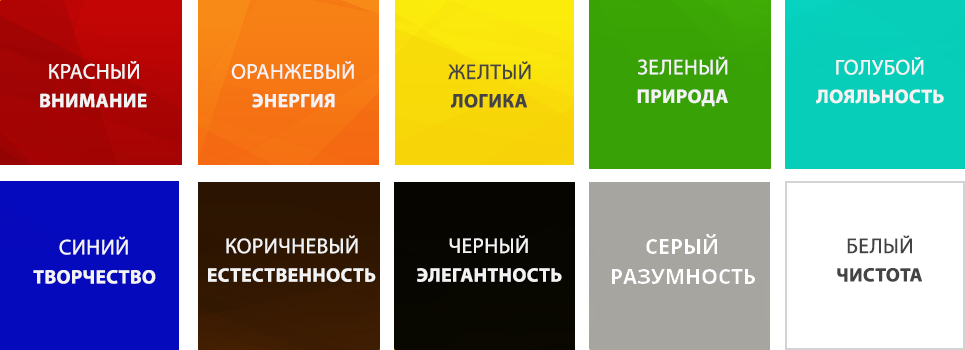 КРАСНЫЙ
ВНИМАНИЕ
ОРАНЖЕВЫЙ
ЭНЕРГИЯ
ЖЕЛТЫЙ
ЛОГИКА
ЗЕЛЕНЫЙ
ПРИРОДА
ГОЛУБОЙ
ЛОЯЛЬНОСТЬ
СИНИЙ
ТВОРЧЕСТВО
КОРИЧНЕВЫЙ
ЕСТЕСТВЕННОСТЬ
ЧЕРНЫЙ
ЭЛЕГАНТНОСТЬ
СЕРЫЙ
РАЗУМНОСТЬ
БЕЛЫЙ
ЧИСТОТА